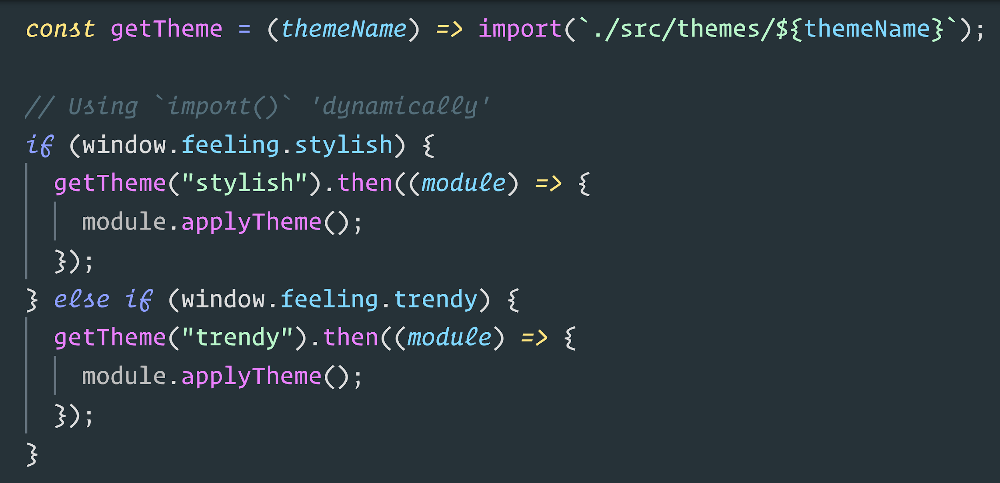 const getTheme = (themeName) => import(`./src/themes/${themeName}`);
// Using `import()` 'dynamically'
if (window.feeling.stylish) {
getTheme("stylish").then((module) => {
module.applyTheme();
});
} else if (window.feeling.trendy) {
getTheme("trendy").then((module) => {
module.applyTheme();
});
}